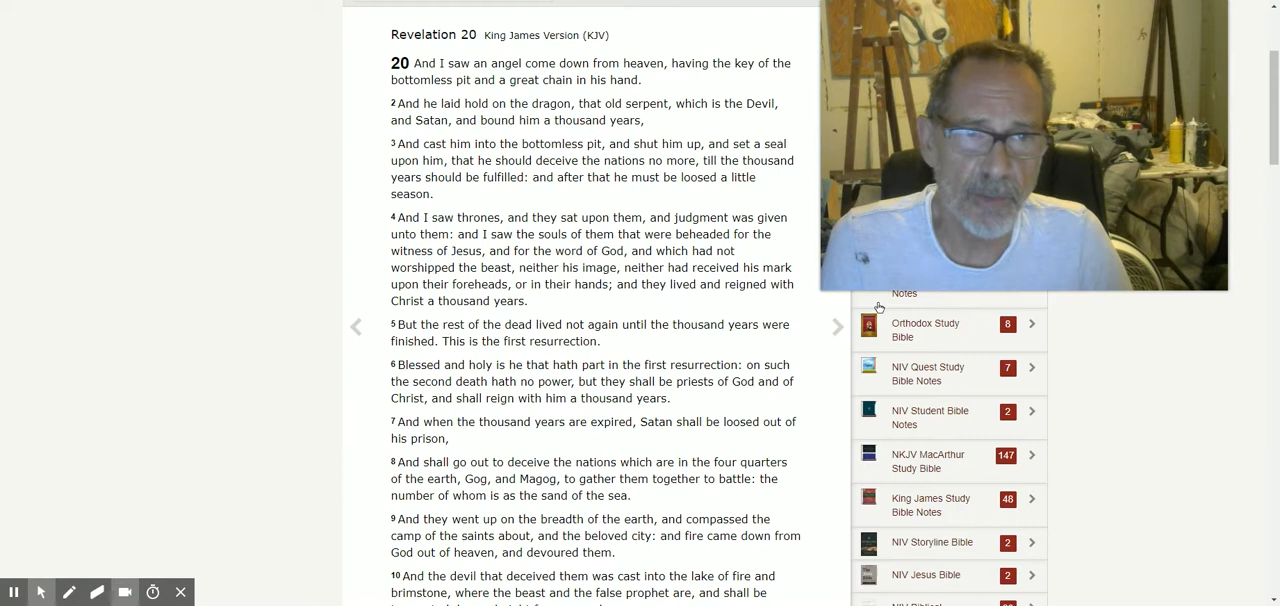 Revelation 20 King James Version (KJV)
20 And I saw an angel come down from heaven, having the key of the
bottomless pit and a great chain in his hand.
2 And he laid hold on the dragon, that old serpent, which is the Devil,
and Satan, and bound him a thousand years,
3 And cast him into the bottomless pit, and shut him up, and set a seal
upon him, that he should deceive the nations no more, till the thousand
years should be fulfilled: and after that he must be loosed a little
season.
4 And I saw thrones, and they sat upon them, and judgment was given
unto them: and I saw the souls of them that were beheaded for the
witness of Jesus, and for the word of God, and which had not
worshipped the beast, neither his image, neither had received his mark
upon their foreheads, or in their hands; and they lived and reigned with
Christ a thousand years.
5 But the rest of the dead lived not again until the thousand years were
finished. This is the first resurrection.
6 Blessed and holy is he that hath part in the first resurrection: on such
the second death hath no power, but they shall be priests of God and of
Christ, and shall reign with him a thousand years.
7 And when the thousand years are expired, Satan shall be loosed out of
his prison,
8 And shall go out to deceive the nations which are in the four quarters
of the earth, Gog, and Magog, to gather them together to battle: the
number of whom is as the sand of the sea.
9 And they went up on the breadth of the earth, and compassed the
camp of the saints about, and the beloved city: and fire came down from
God out of heaven, and devoured them.
10 And the devil that deceived them was cast into the lake of fire and
brimstone, where the beast and the false prophet are, and shall be
Notes
Orthodox Study 8
Bible
NIV Quest Study 7
Bible Notes
NIV Student Bible 2
Notes
NKJV MacArthur 147
Study Bible
King James Study 48
Bible Notes
NIV Storyline Bible 2
NIV Jesus Bible 2